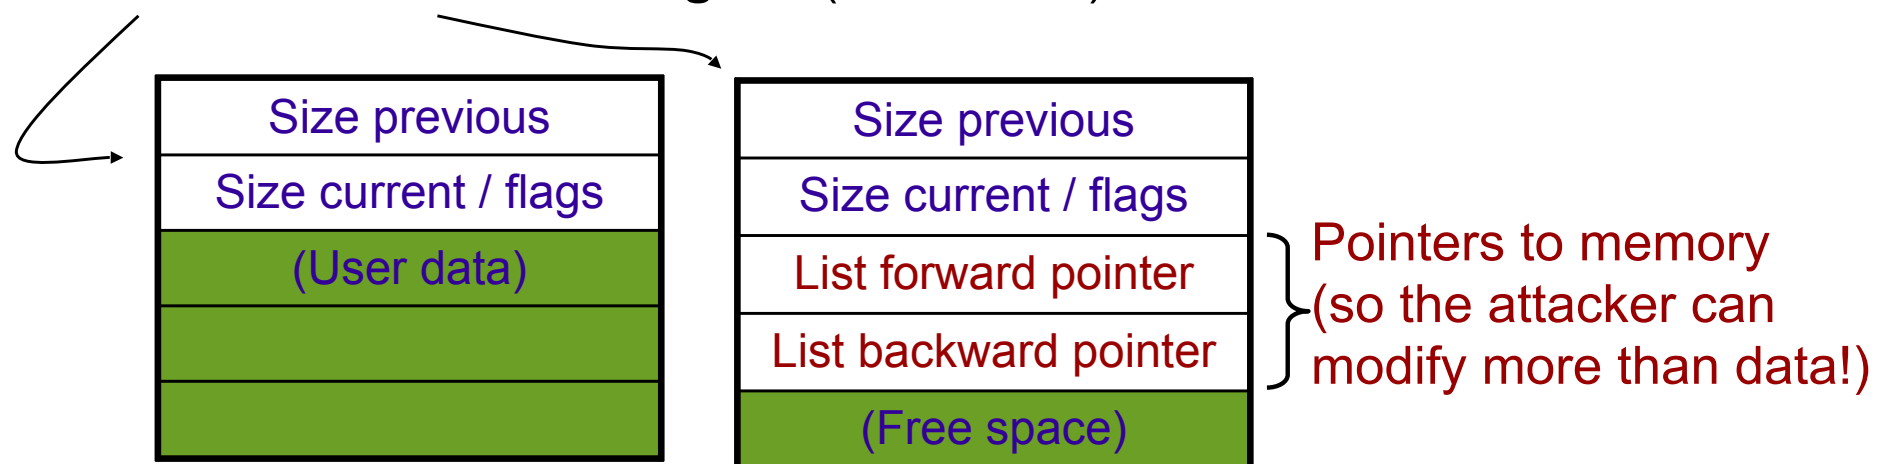 Size previous
Size current / flags
(User data)
Size previous
Size current / flags
List forward pointer
List backward pointer
(Free space)
Pointers to memory
(so the attacker can
modify more than data!)